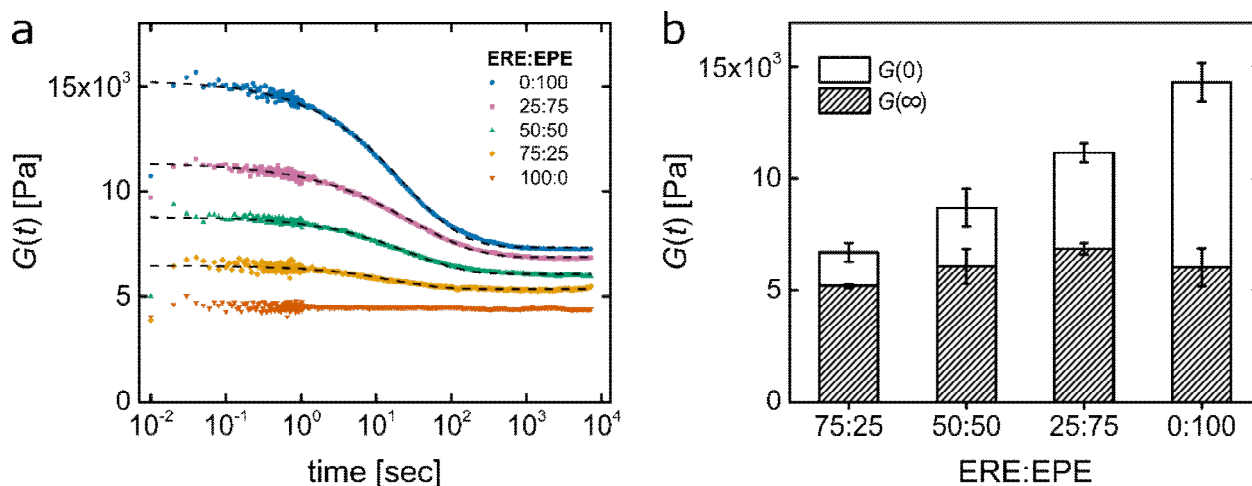 a
G(t) [Pa]
15x10³
10
5
0
ERE:EPE
0:100
25:75
50:50
75:25
100:0
10⁻² 10⁻¹ 10⁰ 10¹ 10² 10³ 10⁴
time [sec]
b
G(t) [Pa]
15x10³
10
5
0
G(0)
G(∞)
75:25 50:50 25:75 0:100
ERE:EPE